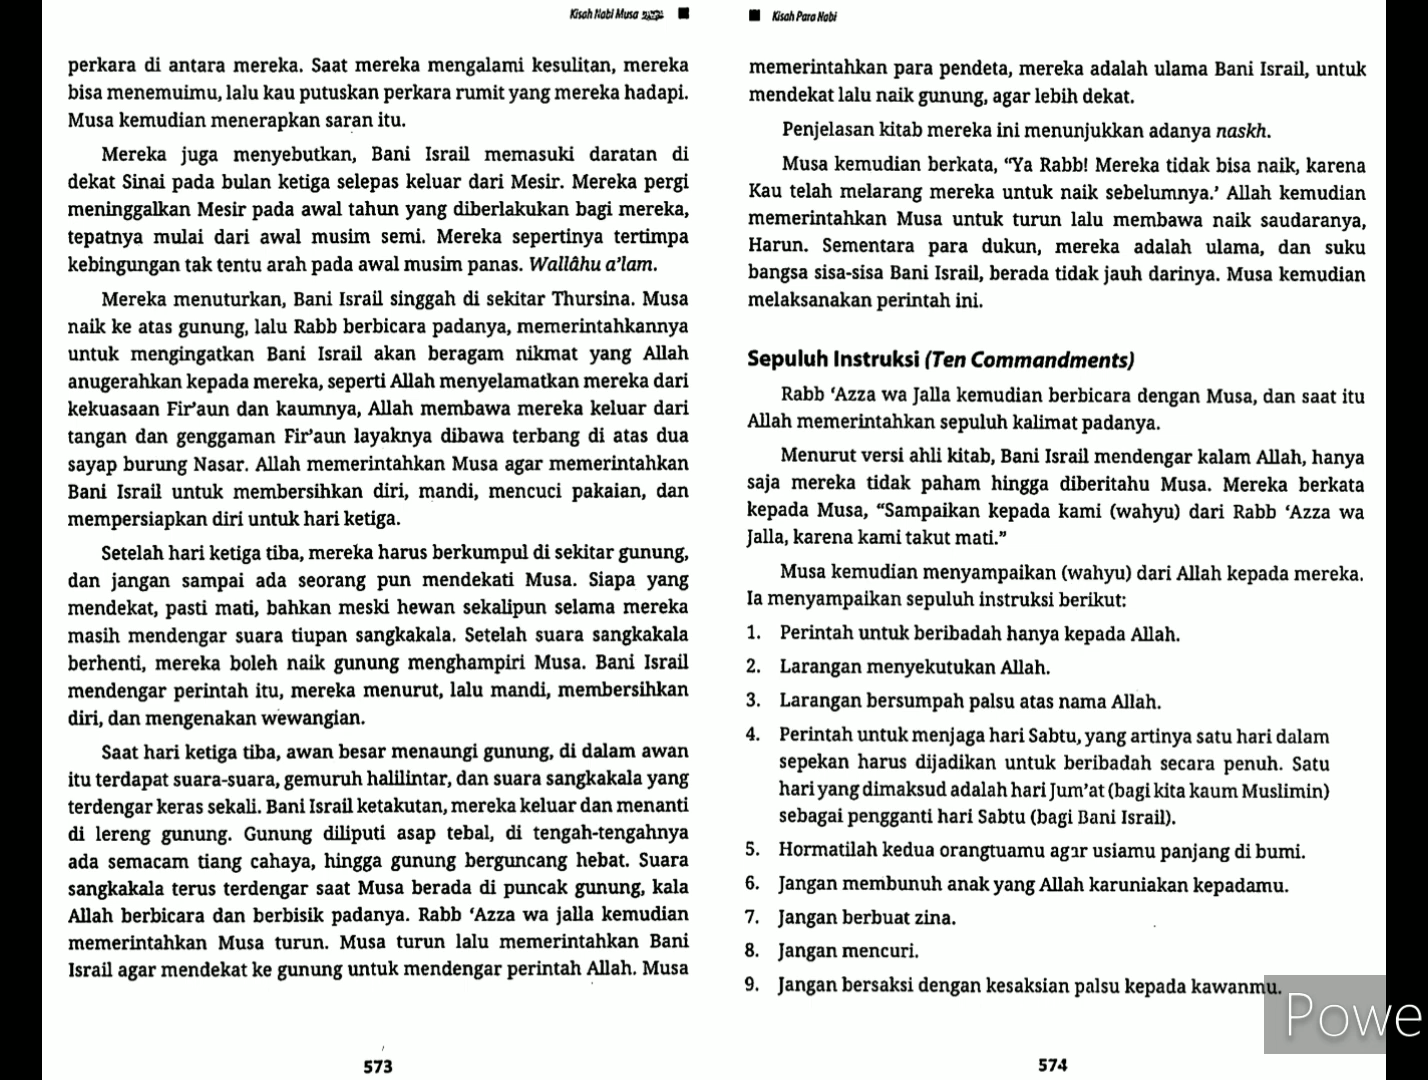 Kisah Nabi Musa
perkara di antara mereka. Saat mereka mengalami kesulitan, mereka
bisa menemuimu, lalu kau putuskan perkara rumit yang mereka hadapi.
Musa kemudian menerapkan saran itu.
Mereka juga menyebutkan, Bani Israil memasuki daratan di
dekat Sinai pada bulan ketiga selepas keluar dari Mesir. Mereka pergi
meninggalkan Mesir pada awal tahun yang diberlakukan bagi mereka,
tepatnya mulai dari awal musim semi. Mereka sepertinya tertimpa
kebingungan tak tentu arah pada awal musim panas. Wallâhu a’lam.
Mereka menuturkan, Bani Israil singgah di sekitar Thursina. Musa
naik ke atas gunung, lalu Rabb berbicara padanya, memerintahkannya
untuk mengingatkan Bani Israil akan beragam nikmat yang Allah
anugerahkan kepada mereka, seperti Allah menyelamatkan mereka dari
kekuasaan Fir’aun dan kaumnya, Allah membawa mereka keluar dari
tangan dan genggaman Fir’aun layaknya dibawa terbang di atas dua
sayap burung Nasar. Allah memerintahkan Musa agar memerintahkan
Bani Israil untuk membersihkan diri, mandi, mencuci pakaian, dan
mempersiapkan diri untuk hari ketiga.
Setelah hari ketiga tiba, mereka harus berkumpul di sekitar gunung,
dan jangan sampai ada seorang pun mendekati Musa. Siapa yang
mendekat, pasti mati, bahkan meski hewan sekalipun selama mereka
masih mendengar suara tiupan sangkakala. Setelah suara sangkakala
berhenti, mereka boleh naik gunung menghampiri Musa. Bani Israil
mendengar perintah itu, mereka menurut, lalu mandi, membersihkan
diri, dan mengenakan wewangian.
Saat hari ketiga tiba, awan besar menaungi gunung, di dalam awan
itu terdapat suara-suara, gemuruh halilintar, dan suara sangkakala yang
terdengar keras sekali. Bani Israil ketakutan, mereka keluar dan menanti
di lereng gunung. Gunung diliputi asap tebal, di tengah-tengahnya
ada semacam tiang cahaya, hingga gunung berguncang hebat. Suara
sangkakala terus terdengar saat Musa berada di puncak gunung, kala
Allah berbicara dan berbisik padanya. Rabb ‘Azza wa jalla kemudian
memerintahkan Musa turun. Musa turun lalu memerintahkan Bani
Israil agar mendekat ke gunung untuk mendengar perintah Allah. Musa
573
Kisah Para Nabi
memerintahkan para pendeta, mereka adalah ulama Bani Israil, untuk
mendekat lalu naik gunung, agar lebih dekat.
Penjelasan kitab mereka ini menunjukkan adanya naskh.
Musa kemudian berkata, “Ya Rabb! Mereka tidak bisa naik, karena
Kau telah melarang mereka untuk naik sebelumnya.’ Allah kemudian
memerintahkan Musa untuk turun lalu membawa naik saudaranya,
Harun. Sementara para dukun, mereka adalah ulama, dan suku
bangsa sisa-sisa Bani Israil, berada tidak jauh darinya. Musa kemudian
melaksanakan perintah ini.
Sepuluh Instruksi (Ten Commandments)
Rabb ‘Azza wa Jalla kemudian berbicara dengan Musa, dan saat itu
Allah memerintahkan sepuluh kalimat padanya.
Menurut versi ahli kitab, Bani Israil mendengar kalam Allah, hanya
saja mereka tidak paham hingga diberitahu Musa. Mereka berkata
kepada Musa, “Sampaikan kepada kami (wahyu) dari Rabb ‘Azza wa
Jalla, karena kami takut mati.”
Musa kemudian menyampaikan (wahyu) dari Allah kepada mereka.
Ia menyampaikan sepuluh instruksi berikut:
1. Perintah untuk beribadah hanya kepada Allah.
2. Larangan menyekutukan Allah.
3. Larangan bersumpah palsu atas nama Allah.
4. Perintah untuk menjaga hari Sabtu, yang artinya satu hari dalam
sepekan harus dijadikan untuk beribadah secara penuh. Satu
hari yang dimaksud adalah hari Jum’at (bagi kita kaum Muslimin)
sebagai pengganti hari Sabtu (bagi Bani Israil).
5. Hormatilah kedua orangtuamu agar usiamu panjang di bumi.
6. Jangan membunuh anak yang Allah karuniakan kepadamu.
7. Jangan berbuat zina.
8. Jangan mencuri.
9. Jangan bersaksi dengan kesaksian palsu kepada kawanmu.
574
Powe